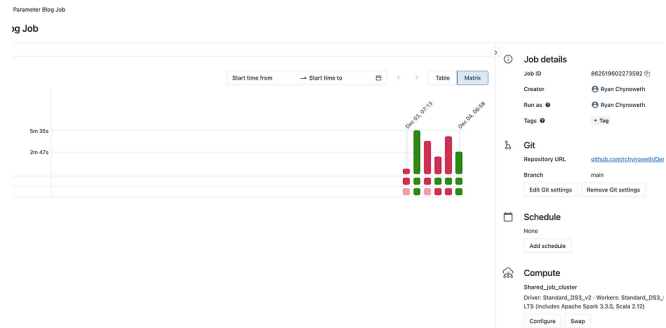 Parameter Blog Job
og Job
Start time from → Start time to
Table Matrix
Dec 03, 07:13
Dec 04, 06:58
5m 35s
2m 47s
Job details
Job ID 862519602273592
Creator Ryan Chynoweth
Run as Ryan Chynoweth
Tags + Tag
Git
Repository URL github.com/rchynoweth/De
Branch main
Edit Git settings Remove Git settings
Schedule
None
Add schedule
Compute
Shared_job_cluster
Driver: Standard_DS3_v2 · Workers: Standard_DS3_
LTS (includes Apache Spark 3.3.0, Scala 2.12)
Configure Swap